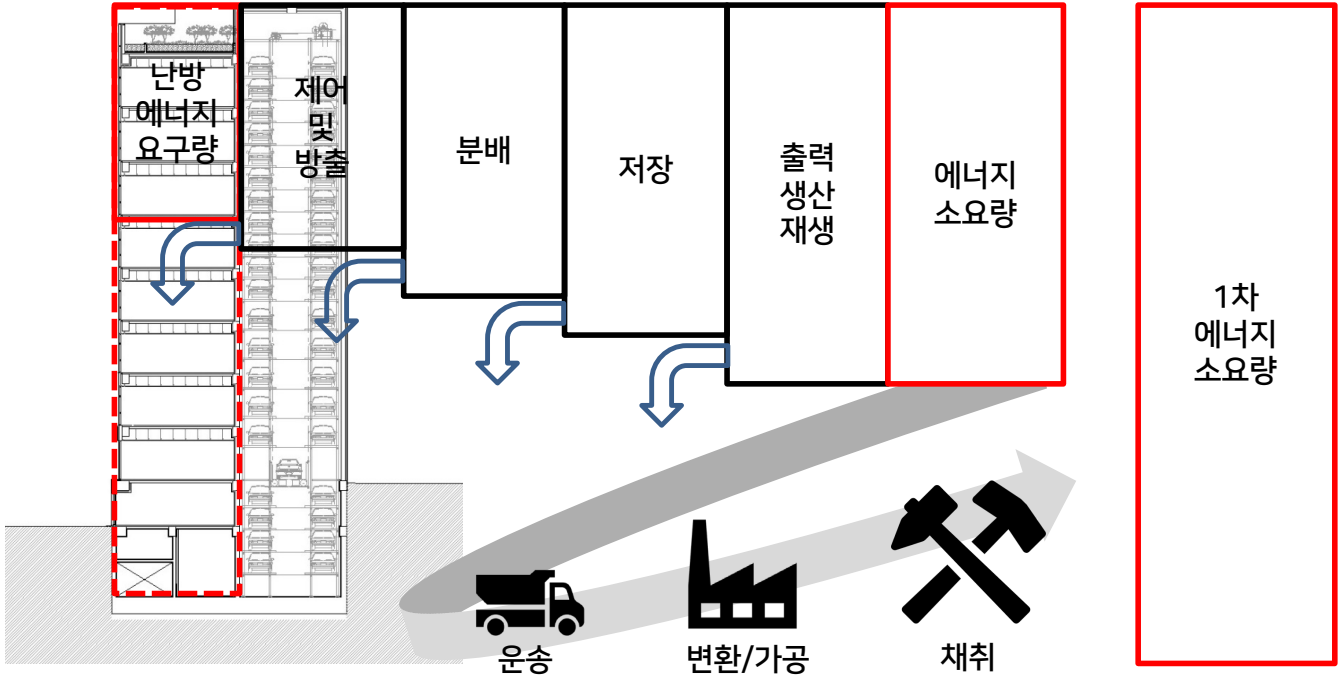 난방
에너지
요구량
제어
및
방출
분배
저장
출력
생산
재생
에너지
소요량
1차
에너지
소요량
운송
변환/가공
채취